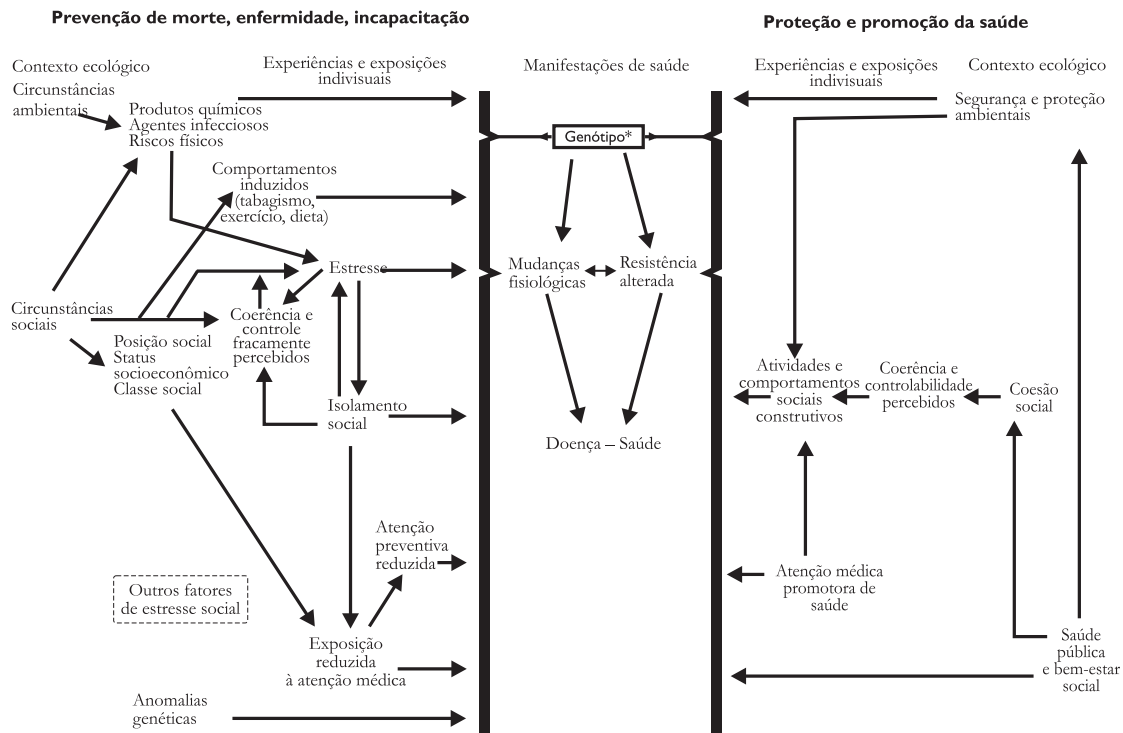 Prevenção de morte, enfermidade, incapacitação
Proteção e promoção da saúde
Contexto ecológico
Experiências e exposições
indivisuais
Manifestações de saúde
Experiências e exposições
indivisuais
Contexto ecológico
Circunstâncias
ambientais
Produtos químicos
Agentes infecciosos
Riscos físicos
Comportamentos
induzidos
(tabagismo,
exercício, dieta)
Estresse
Circunstâncias
sociais
Coerência e
controle
fracamente
percebidos
Posição social
Status
socioeconômico
Classe social
Isolamento
social
Atenção
preventiva
reduzida
Outros fatores
de estresse social
Exposição
reduzida
à atenção médica
Anomalias
genéticas
Genótipo*
Mudanças
fisiológicas
Resistência
alterada
Doença – Saúde
Segurança e proteção
ambientais
Atividades e
comportamentos
sociais
construtivos
Coerência e
controlabilidade
percebidos
Coesão
social
Atenção médica
promotora de
saúde
Saúde
pública
e bem-estar
social